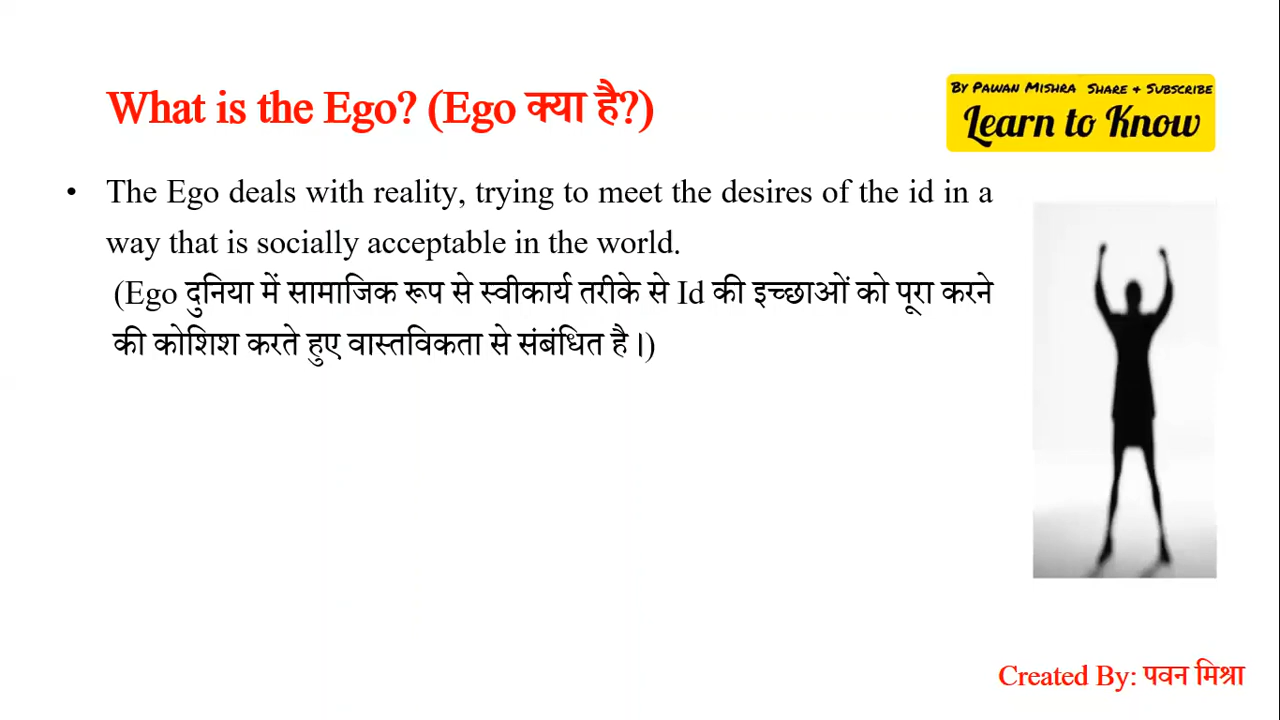 What is the Ego? (Ego क्या है?)
By Pawan Mishra Share & Subscribe
Learn to Know
• The Ego deals with reality, trying to meet the desires of the id in a
way that is socially acceptable in the world.
(Ego दुनिया में सामाजिक रूप से स्वीकार्य तरीके से Id की इच्छाओं को पूरा करने
की कोशिश करते हुए वास्तविकता से संबंधित है।)
Created By: पवन मिश्रा